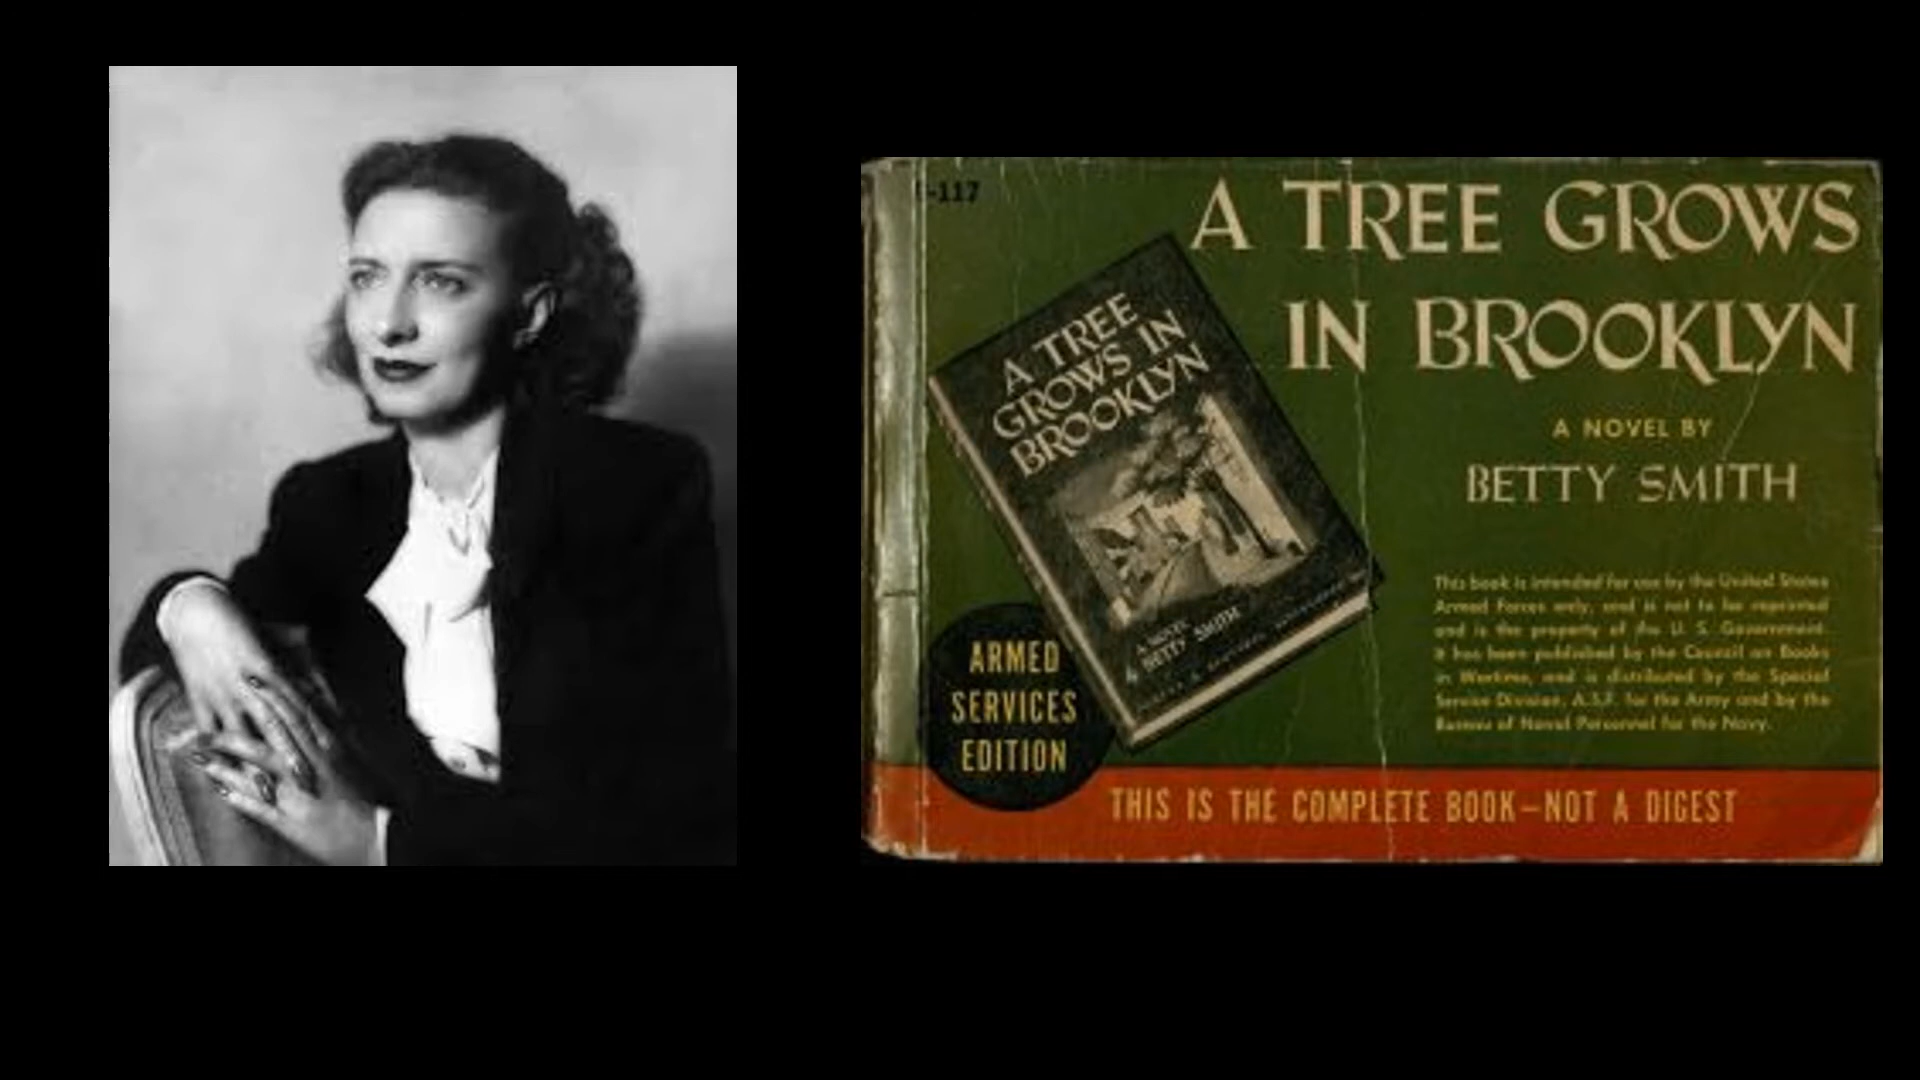 -117
A TREE GROWS
IN BROOKLYN
A NOVEL BY
BETTY SMITH
A TREE
GROWS IN
BROOKLYN
A NOVEL
BETTY SMITH
This book is intended for use by the United States
Armed Forces only, and is not to be reprinted
and is the property of the U. S. Government.
It has been published by the Council on Books
in Wartime, and is distributed by the Special
Service Division, A.S.F. for the Army and by the
Bureau of Naval Personnel for the Navy.
ARMED
SERVICES
EDITION
THIS IS THE COMPLETE BOOK—NOT A DIGEST